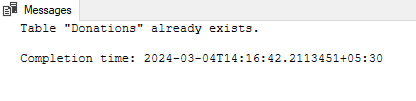 Messages
Table "Donations" already exists.
Completion time: 2024-03-04T14:16:42.2113451+05:30